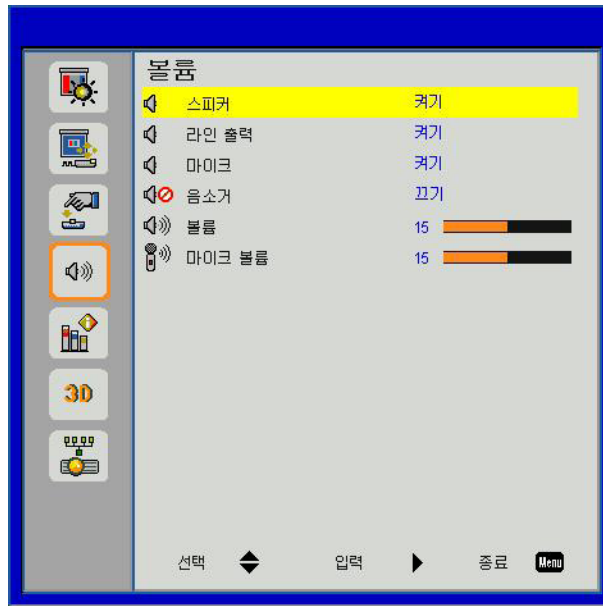 볼륨
스피커 켜기
라인 출력 켜기
마이크 켜기
음소거 끄기
볼륨 15
마이크 볼륨 15
3D
선택 입력 종료 Menu